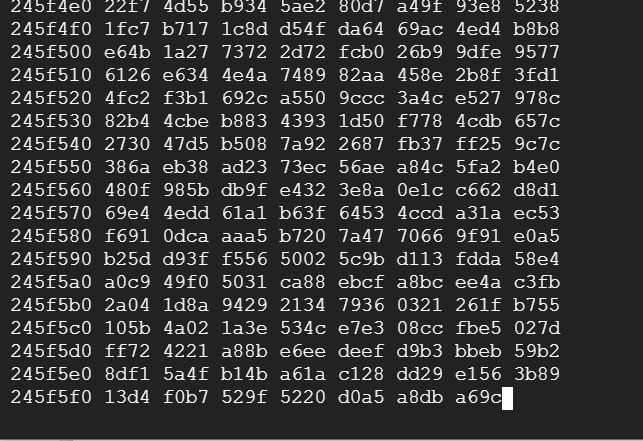 245f4e0 22f7 4d55 b934 5ae2 80d7 a49f 93e8 5238
245f4f0 1fc7 b717 1c8d d54f da64 69ac 4ed4 b8b8
245f500 e64b 1a27 7372 2d72 fcb0 26b9 9dfe 9577
245f510 6126 e634 4e4a 7489 82aa 458e 2b8f 3fd1
245f520 4fc2 f3b1 692c a550 9ccc 3a4c e527 978c
245f530 82b4 4cbe b883 4393 1d50 f778 4cdb 657c
245f540 2730 47d5 b508 7a92 2687 fb37 ff25 9c7c
245f550 386a eb38 ad23 73ec 56ae a84c 5fa2 b4e0
245f560 480f 985b db9f e432 3e8a 0e1c c662 d8d1
245f570 69e4 4edd 61a1 b63f 6453 4ccd a31a ec53
245f580 f691 0dca aaa5 b720 7a47 7066 9f91 e0a5
245f590 b25d d93f f556 5002 5c9b d113 fdda 58e4
245f5a0 a0c9 49f0 5031 ca88 ebcf a8bc ee4a c3fb
245f5b0 2a04 1d8a 9429 2134 7936 0321 261f b755
245f5c0 105b 4a02 1a3e 534c e7e3 08cc fbe5 027d
245f5d0 ff72 4221 a88b e6ee deef d9b3 bbeb 59b2
245f5e0 8df1 5a4f b14b a61a c128 dd29 e156 3b89
245f5f0 13d4 f0b7 529f 5220 d0a5 a8db a69c